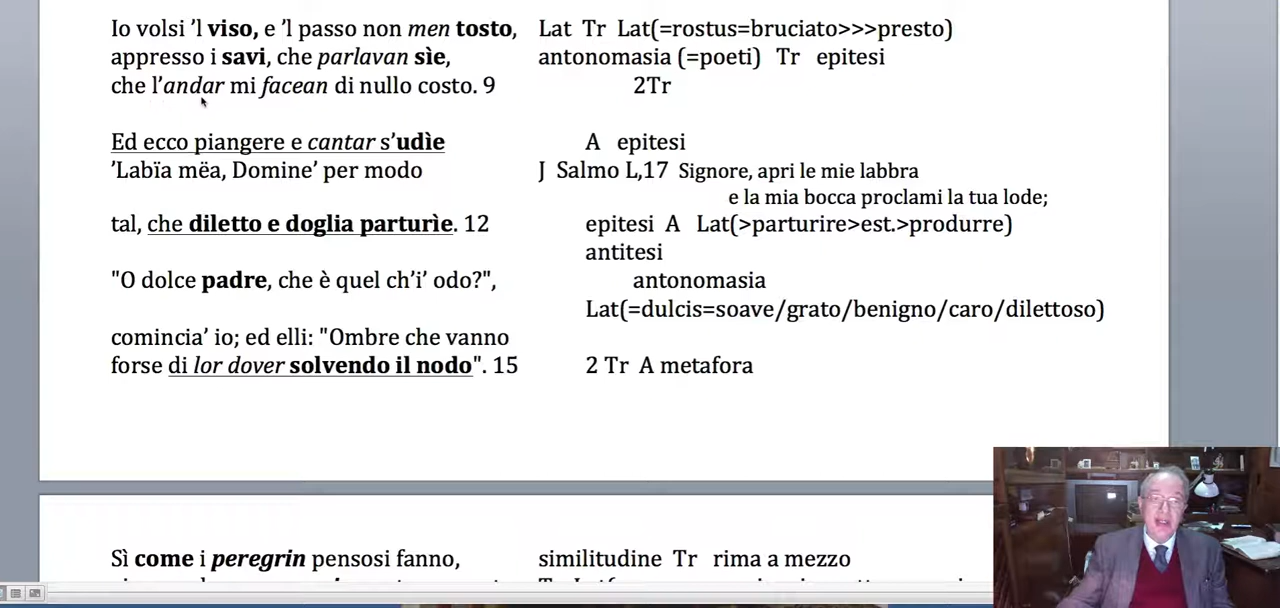 Io volsi ’l viso, e ’l passo non men tosto, Lat Tr Lat(=rostus=bruciato>>>presto)
appresso i savi, che parlavan sìe, antonomasia (=poeti) Tr epitesi
che l’andar mi facean di nullo costo. 9 2Tr
Ed ecco piangere e cantar s’udìe A epitesi
’Labïa mëa, Domine’ per modo J Salmo L,17 Signore, apri le mie labbra
e la mia bocca proclami la tua lode;
tal, che diletto e doglia parturìe. 12 epitesi A Lat(>parturire>est.>produrre)
antitesi
"O dolce padre, che è quel ch’i’ odo?", antonomasia
Lat(=dulcis=soave/grato/benigno/caro/dilettoso)
comincia’ io; ed elli: "Ombre che vanno
forse di lor dover solvendo il nodo". 15 2 Tr A metafora
Sì come i peregrin pensosi fanno, similitudine Tr rima a mezzo